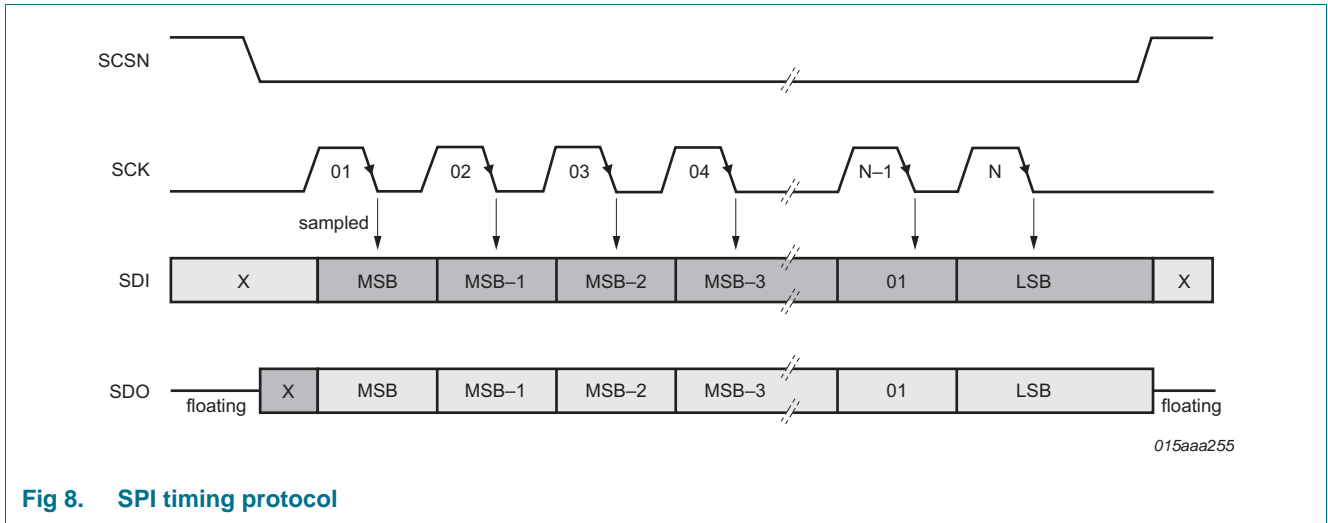 SCSN
SCK 01 02 03 04 N–1 N
sampled
SDI X MSB MSB–1 MSB–2 MSB–3 01 LSB X
SDO X MSB MSB–1 MSB–2 MSB–3 01 LSB
floating floating
015aaa255
Fig 8. SPI timing protocol